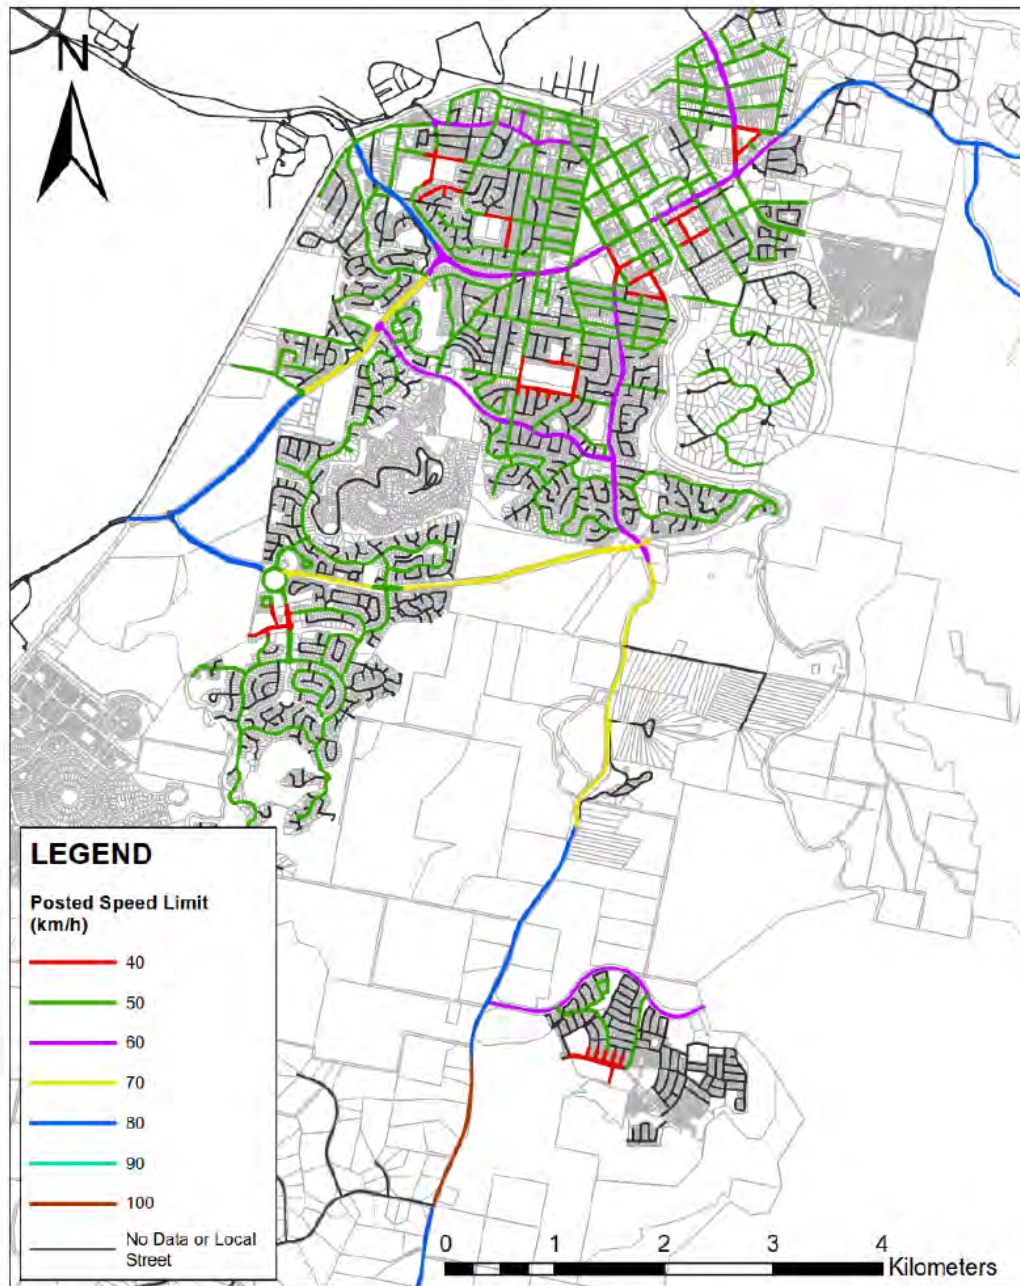 N
LEGEND
Posted Speed Limit
(km/h)
40
50
60
70
80
90
100
No Data or Local
Street
0 1 2 3 4
Kilometers